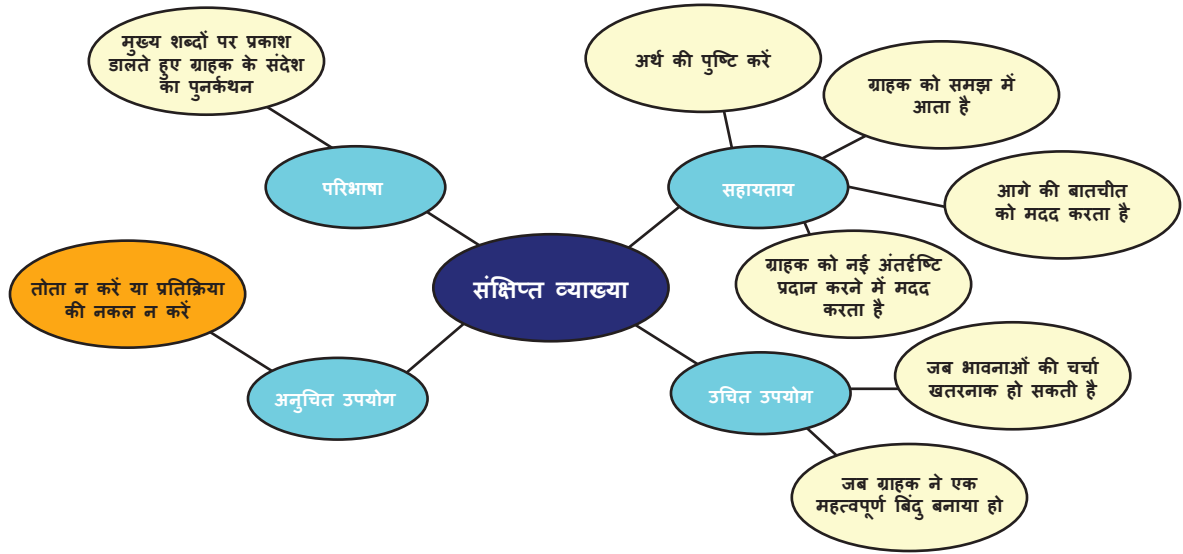 मुख्य शब्दों पर प्रकाश
डालते हुए ग्राहक के संदेश
का पुनर्कथन
परिभाषा
अर्थ की पुष्टि करें
ग्राहक को समझ में
आता है
सहायताय
आगे की बातचीत
को मदद करता है
ग्राहक को नई अंतर्दृष्टि
प्रदान करने में मदद
करता है
संक्षिप्त व्याख्या
तोता न करें या प्रतिक्रिया
की नकल न करें
अनुचित उपयोग
उचित उपयोग
जब भावनाओं की चर्चा
खतरनाक हो सकती है
जब ग्राहक ने एक
महत्वपूर्ण बिंदु बनाया हो